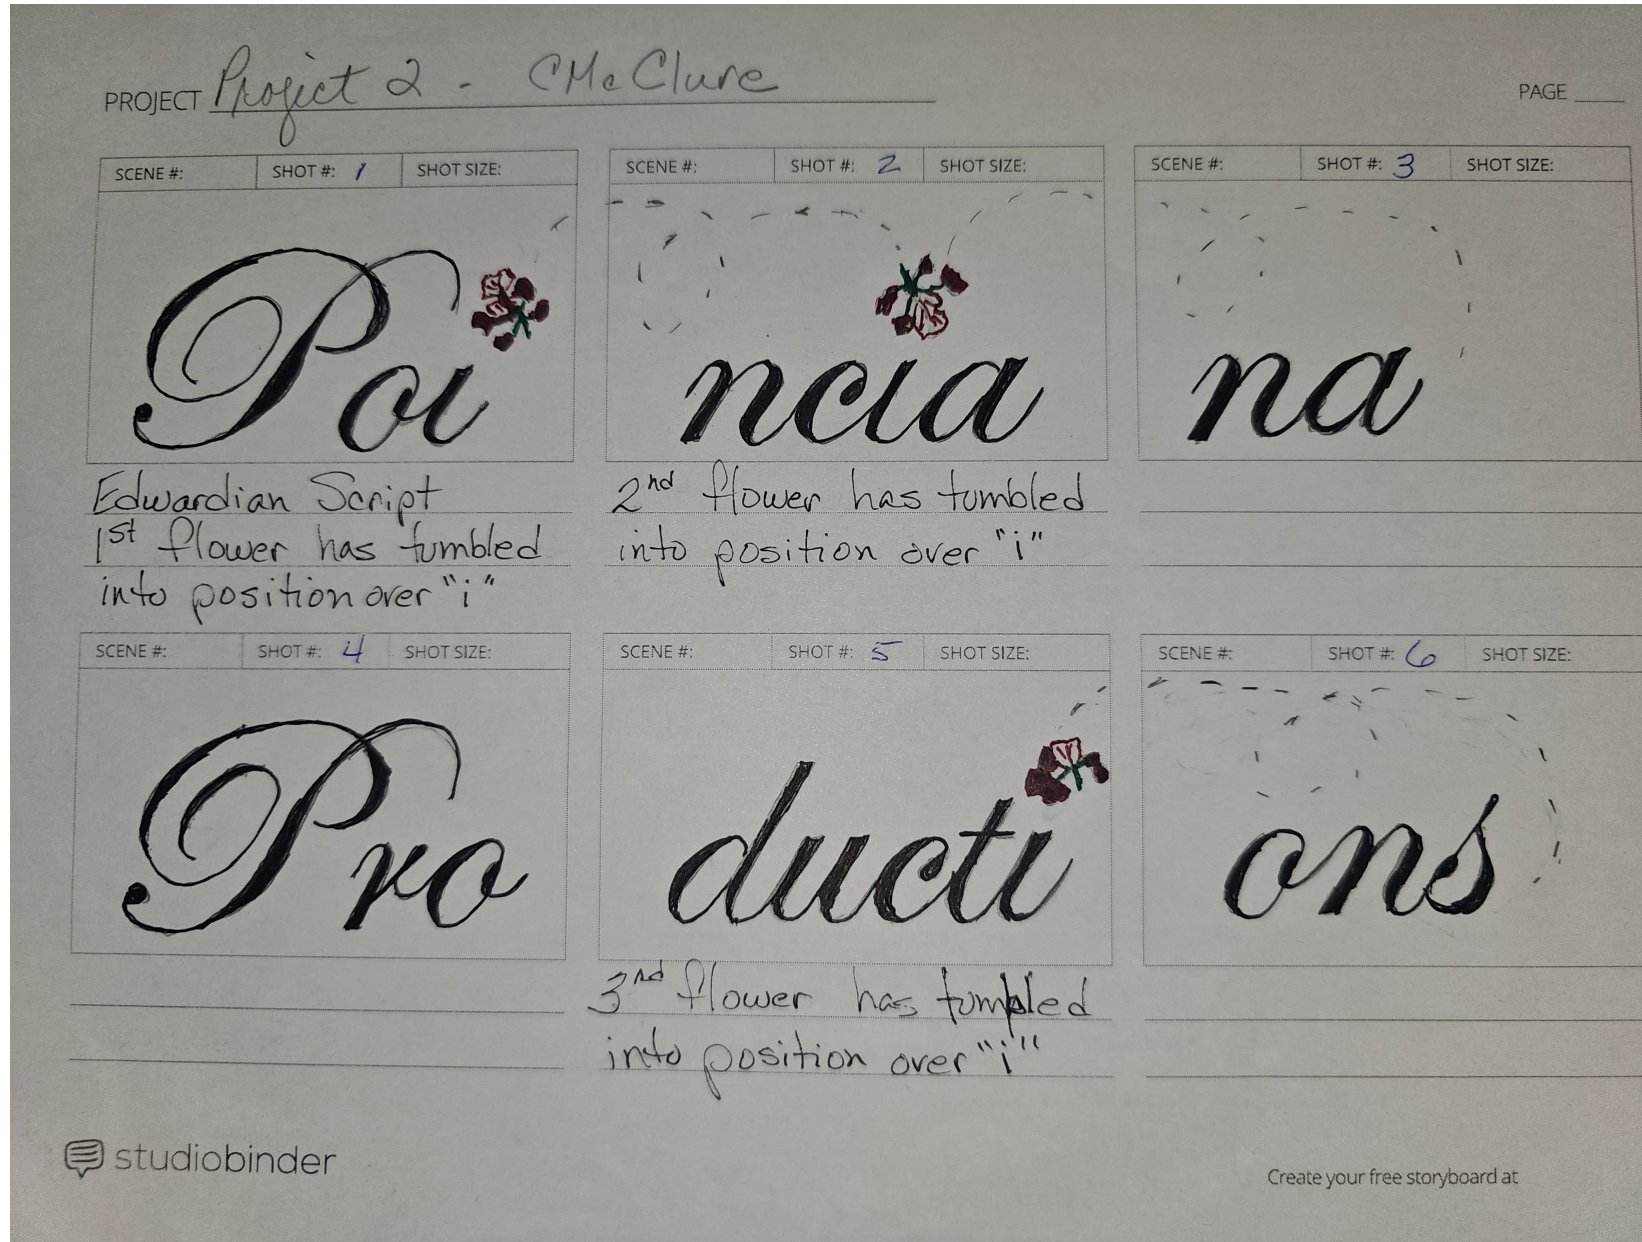 PROJECT Project 2 - CMcClure
PAGE
SCENE #: SHOT #: 1 SHOT SIZE:
Poi
Edwardian Script
1st flower has tumbled
into position over "i"
SCENE #: SHOT #: 2 SHOT SIZE:
ncia
2nd flower has tumbled
into position over "i"
SCENE #: SHOT #: 3 SHOT SIZE:
na
SCENE #: SHOT #: 4 SHOT SIZE:
Pro
SCENE #: SHOT #: 5 SHOT SIZE:
ducti
3nd flower has tumbled
into position over "i"
SCENE #: SHOT #: 6 SHOT SIZE:
ons
studiobinder
Create your free storyboard at